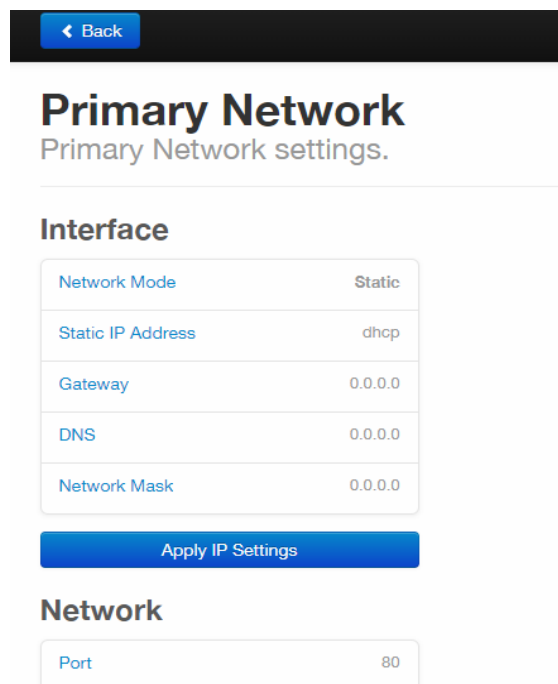 Back
Primary Network
Primary Network settings.
Interface
Network Mode Static
Static IP Address dhcp
Gateway 0.0.0.0
DNS 0.0.0.0
Network Mask 0.0.0.0
Apply IP Settings
Network
Port 80